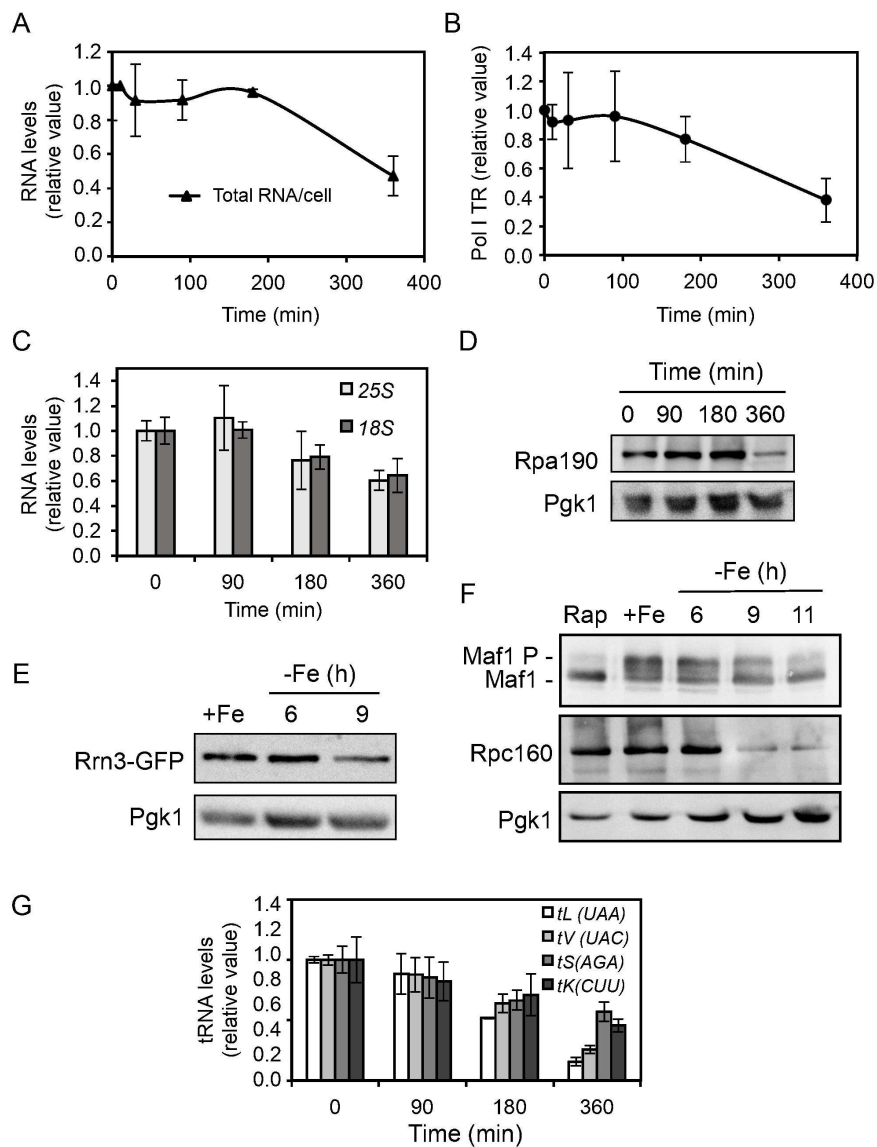 A
RNA levels
(relative value)
1.2
1.0
0.8
0.6
0.4
0.2
0.0
Total RNA/cell
0 100 200 300 400
Time (min)
B
Pol I TR (relative value)
1.4
1.2
1.0
0.8
0.6
0.4
0.2
0.0
0 100 200 300 400
Time (min)
C
RNA levels
(relative value)
1.4
1.2
1.0
0.8
0.6
0.4
0.2
0.0
25S
18S
0 90 180 360
Time (min)
D
Time (min)
0 90 180 360
Rpa190
Pgk1
E
-Fe (h)
+Fe 6 9
Rrn3-GFP
Pgk1
F
-Fe (h)
Rap +Fe 6 9 11
Maf1 P -
Maf1 -
Rpc160
Pgk1
G
tRNA levels
(relative value)
1.4
1.2
1.0
0.8
0.6
0.4
0.2
0.0
tL (UAA)
tV (UAC)
tS(AGA)
tK(CUU)
0 90 180 360
Time (min)